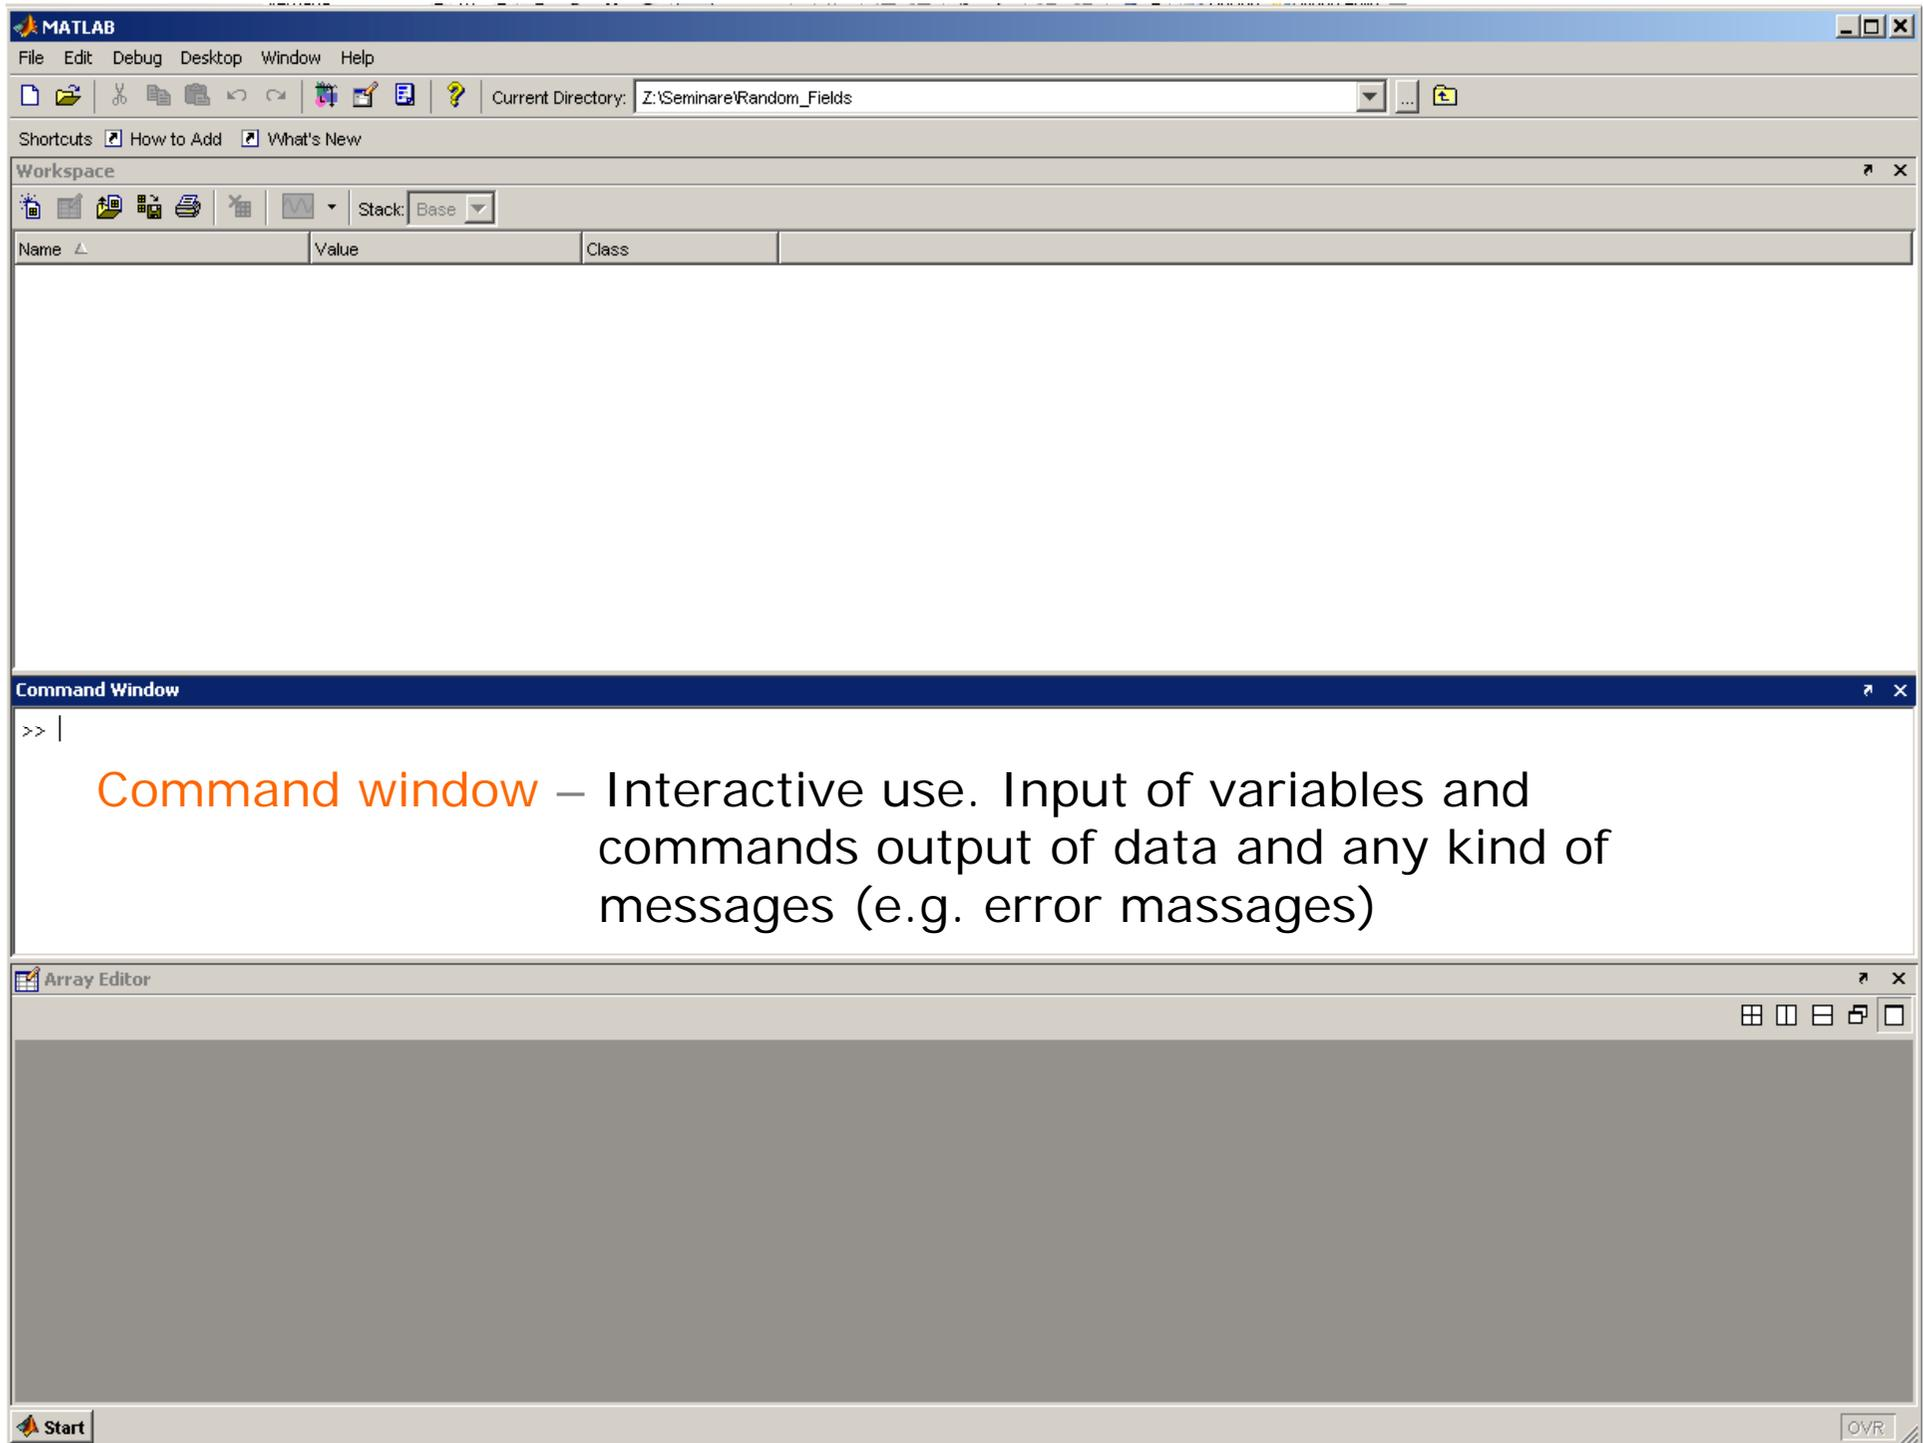 MATLAB
File Edit Debug Desktop Window Help
Current Directory: Z:\Seminare\Random_Fields ...
Shortcuts How to Add What's New
Workspace
Stack: Base
Name Value Class
Command Window
>>
Command window – Interactive use. Input of variables and
commands output of data and any kind of
messages (e.g. error massages)
Array Editor
Start
OVR